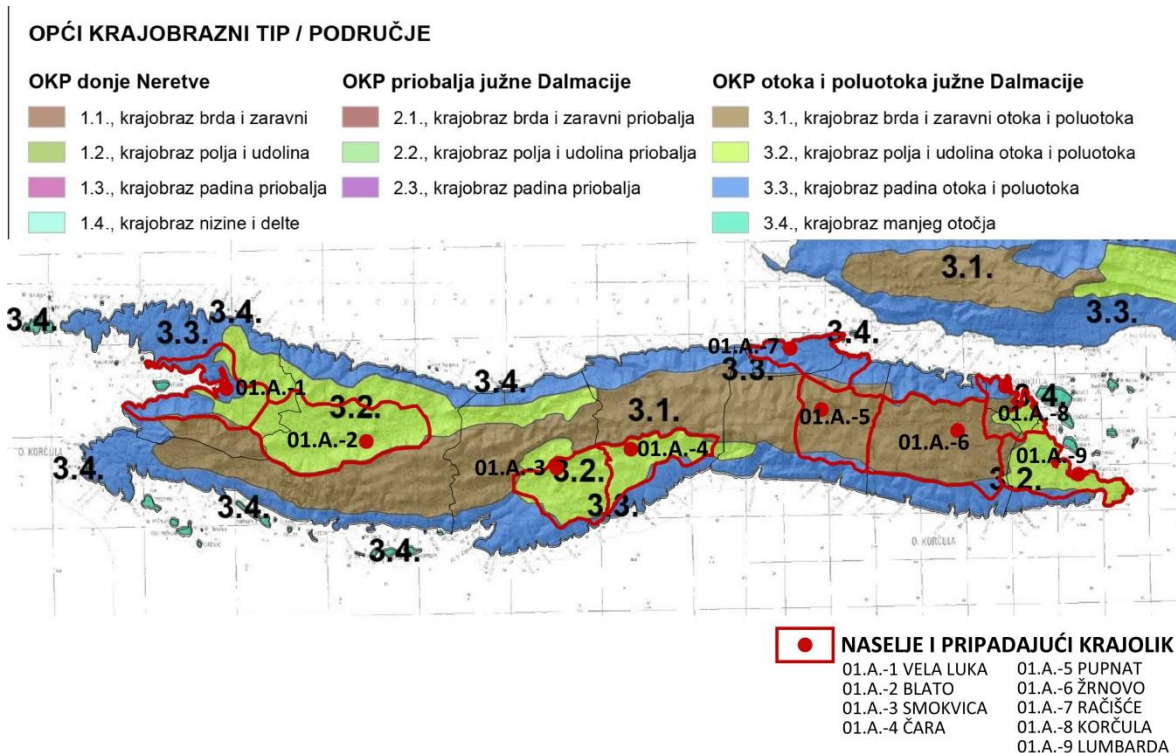 OPĆI KRAJOBRAZNI TIP / PODRUČJE
OKP donje Neretve
1.1., krajobraz brda i zaravni
1.2., krajobraz polja i udolina
1.3., krajobraz padina priobalja
1.4., krajobraz nizine i delte
OKP priobalja južne Dalmacije
2.1., krajobraz brda i zaravni priobalja
2.2., krajobraz polja i udolina priobalja
2.3., krajobraz padina priobalja
OKP otoka i poluotoka južne Dalmacije
3.1., krajobraz brda i zaravni otoka i poluotoka
3.2., krajobraz polja i udolina otoka i poluotoka
3.3., krajobraz padina otoka i poluotoka
3.4., krajobraz manjeg otočja
3.1.
3.3.
3.4.
3.3.
3.4.
3.4.
01.A.-7
3.3.
3.4.
01.A.-1
3.2.
01.A.-2
3.1.
01.A.-5
01.A.-6
3.4.
01.A.-8
01.A.-4
01.A.-3
3.2.
01.A.-9
3.2.
O. KORČULA
3.4.
3.4.
3.3.
3.4.
O. KORČULA
NASELJE I PRIPADAJUĆI KRAJOLIK
01.A.-1 VELA LUKA
01.A.-2 BLATO
01.A.-3 SMOKVICA
01.A.-4 ČARA
01.A.-5 PUPNAT
01.A.-6 ŽRNOVO
01.A.-7 RAČIŠĆE
01.A.-8 KORČULA
01.A.-9 LUMBARDA